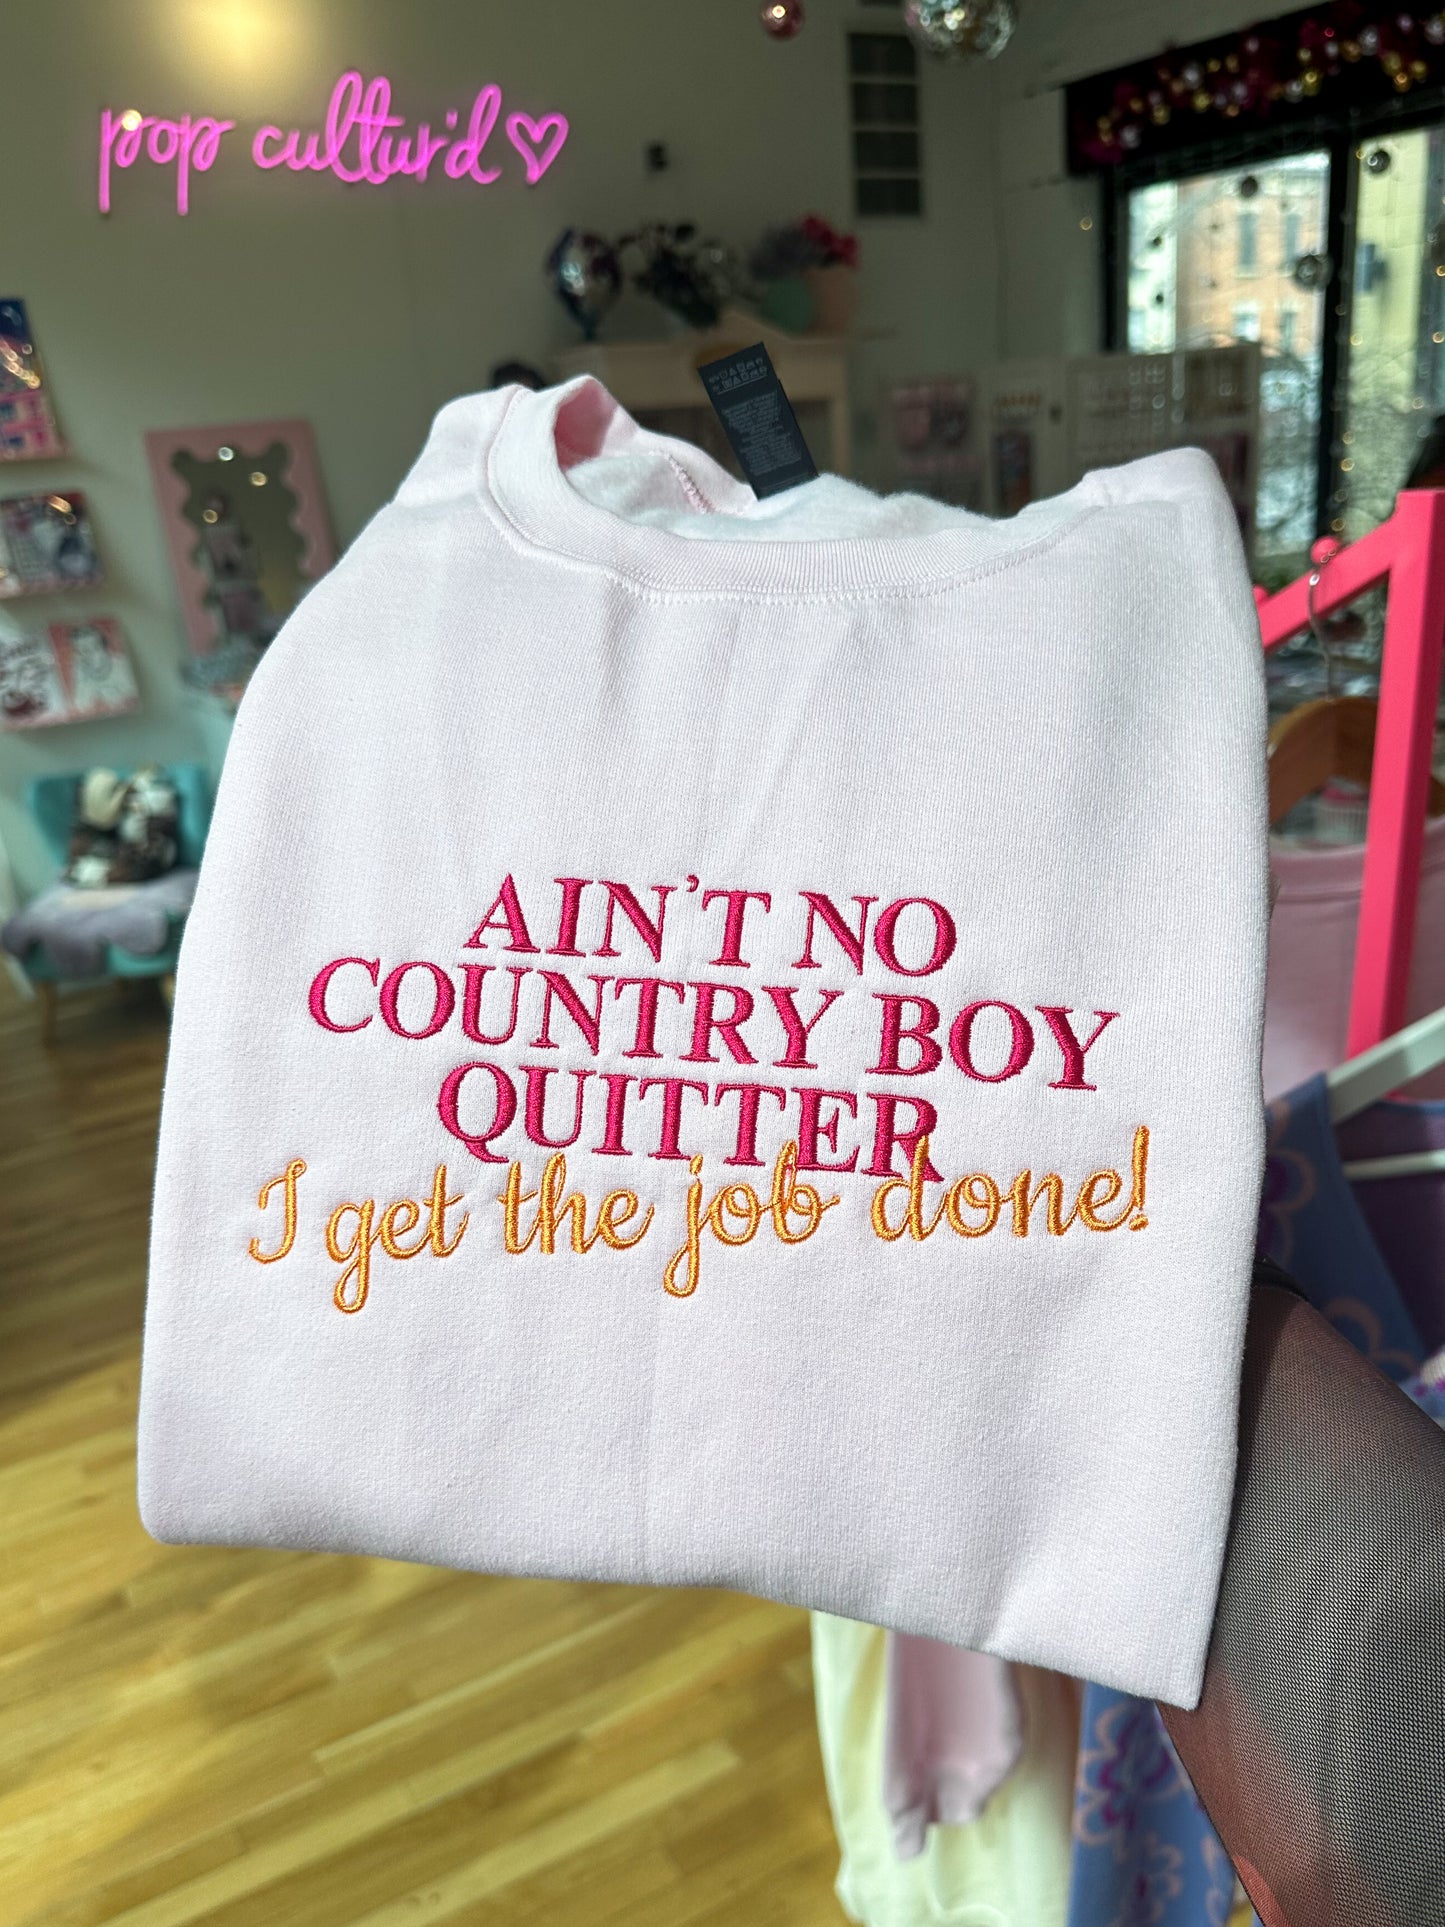 pop cultur'd
AIN'T NO
COUNTRY BOY
QUITTER
I get the job done!